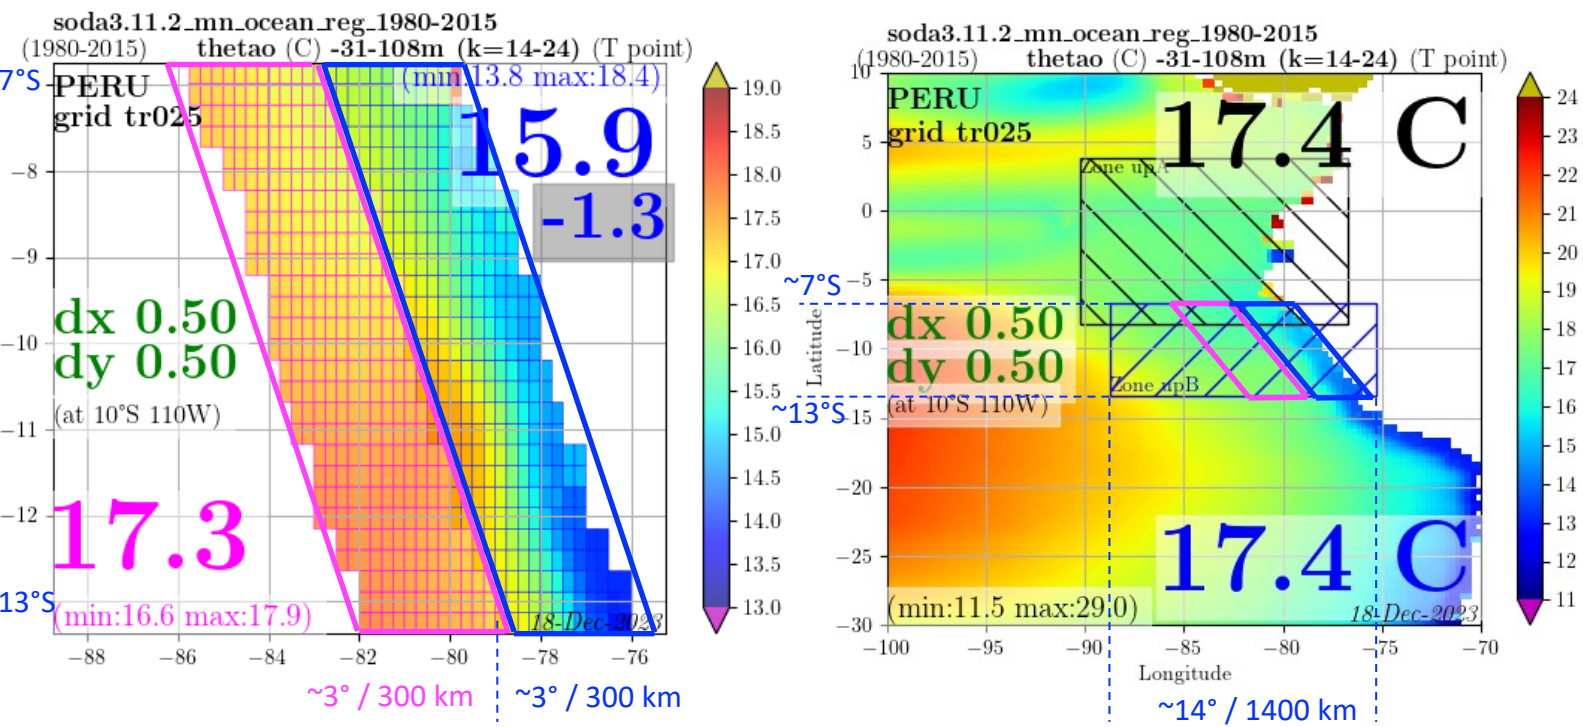 soda3.11.2_mn_ocean_reg_1980-2015
(1980-2015) thetao (C) -31-108m (k=14-24) (T point)
7°S
PERU
grid tr025
(min:13.8 max:18.4)
15.9
-1.3
dx 0.50
dy 0.50
(at 10°S 110W)
17.3
13°S
(min:16.6 max:17.9)
18-Dec-2023
−8
−9
−10
−11
−12
−88 −86 −84 −82 −80 −78 −76
~3° / 300 km ~3° / 300 km
19.0
18.5
18.0
17.5
17.0
16.5
16.0
15.5
15.0
14.5
14.0
13.5
13.0
soda3.11.2_mn_ocean_reg_1980-2015
(1980-2015) thetao (C) -31-108m (k=14-24) (T point)
PERU
grid tr025
17.4 C
Zone upA
~7°S
dx 0.50
dy 0.50
Zone upB
(at 10°S 110W)
~13°S
17.4 C
(min:11.5 max:29.0)
18-Dec-2023
Latitude
10
5
0
−5
−10
−15
−20
−25
−30
−100 −95 −90 −85 −80 −75 −70
Longitude
~14° / 1400 km
24
23
22
21
20
19
18
17
16
15
14
13
12
11